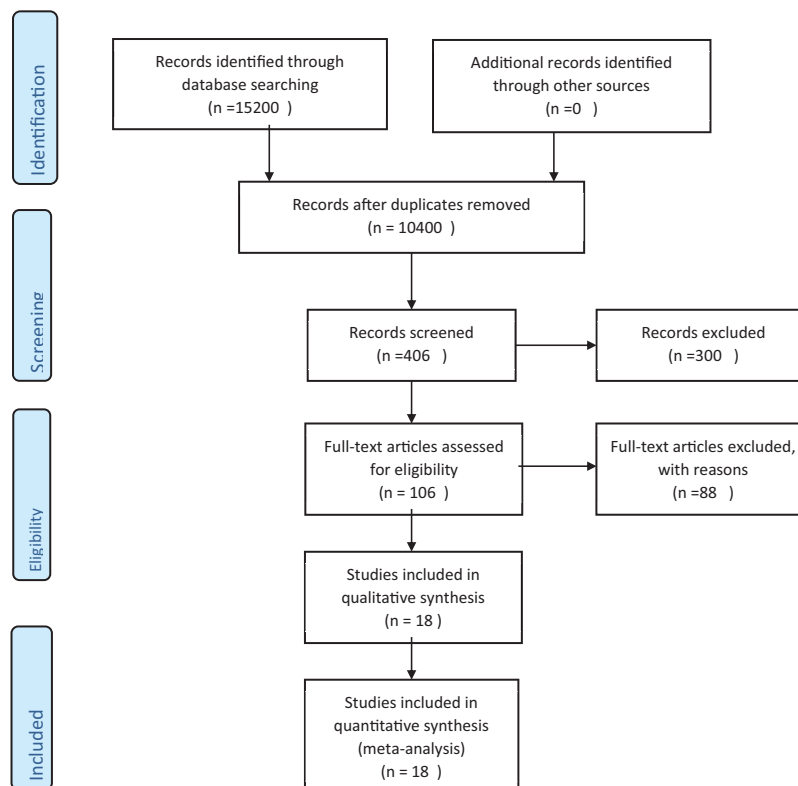 Identification
Records identified through
database searching
(n =15200 )
Additional records identified
through other sources
(n =0 )
Records after duplicates removed
(n = 10400 )
Screening
Records screened
(n =406 )
Records excluded
(n =300 )
Eligibility
Full-text articles assessed
for eligibility
(n = 106 )
Full-text articles excluded,
with reasons
(n =88 )
Studies included in
qualitative synthesis
(n = 18 )
Included
Studies included in
quantitative synthesis
(meta-analysis)
(n = 18 )